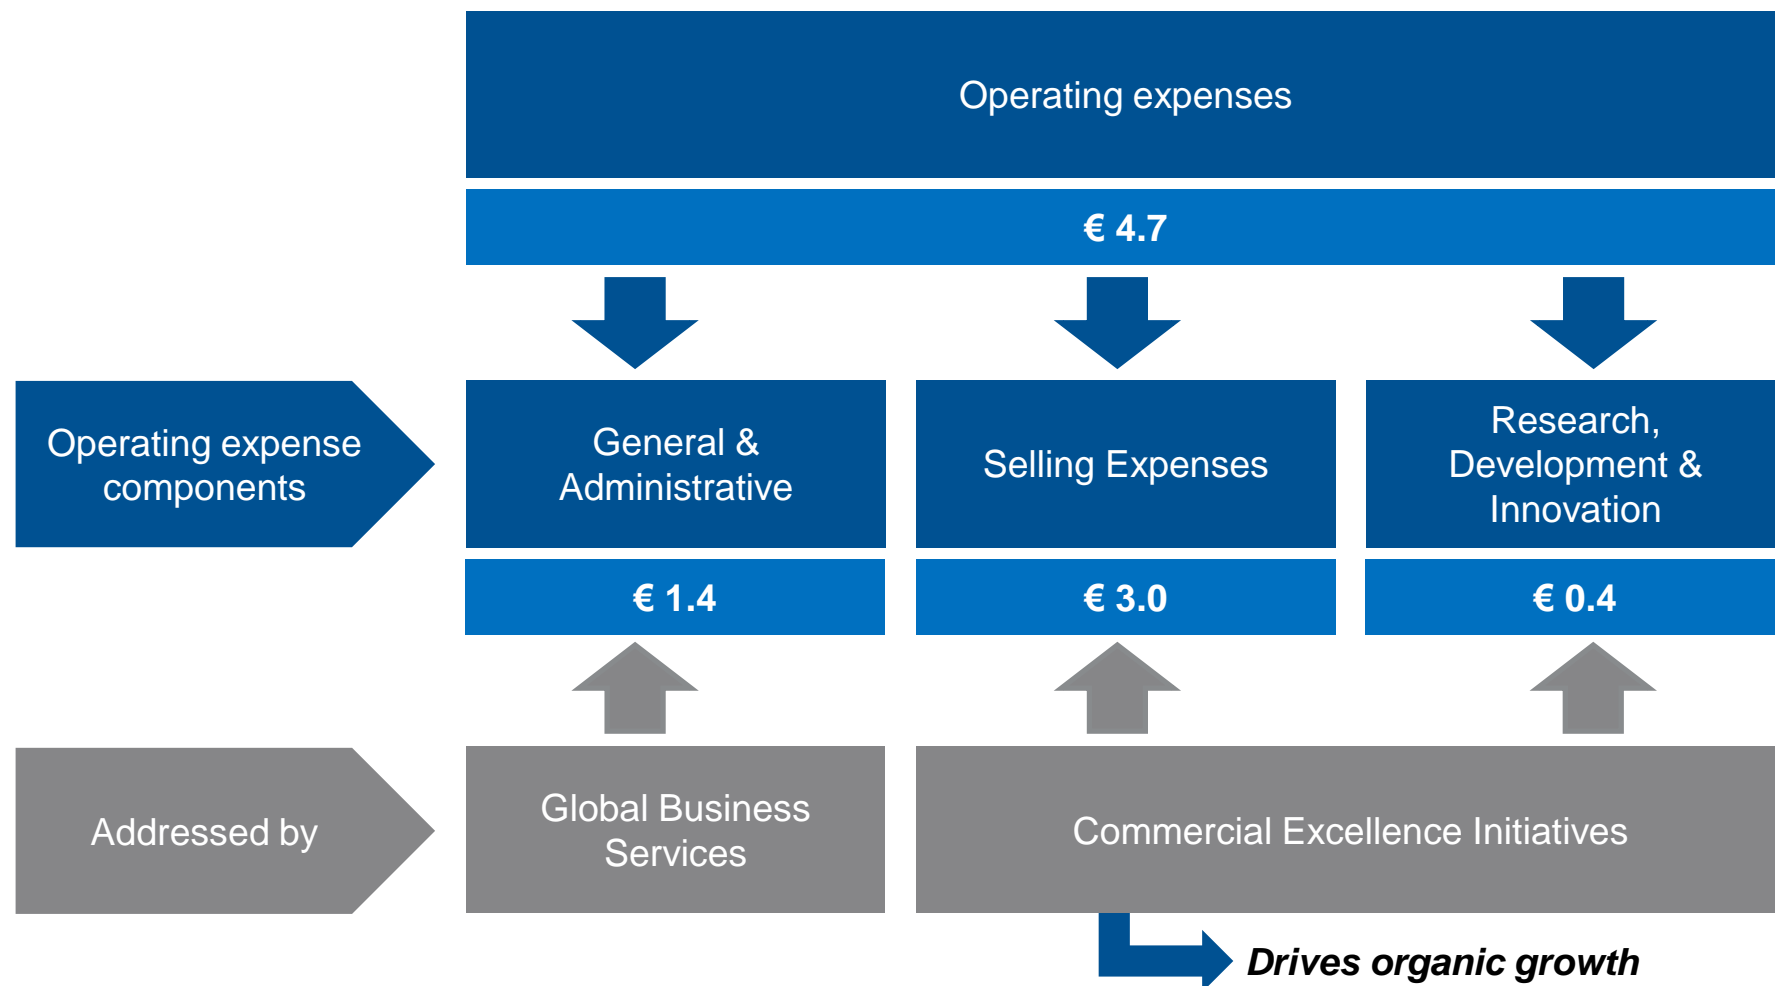 Operating expenses
€ 4.7
Operating expense
components
General &
Administrative
Selling Expenses
Research,
Development &
Innovation
€ 1.4
€ 3.0
€ 0.4
Addressed by
Global Business
Services
Commercial Excellence Initiatives
Drives organic growth